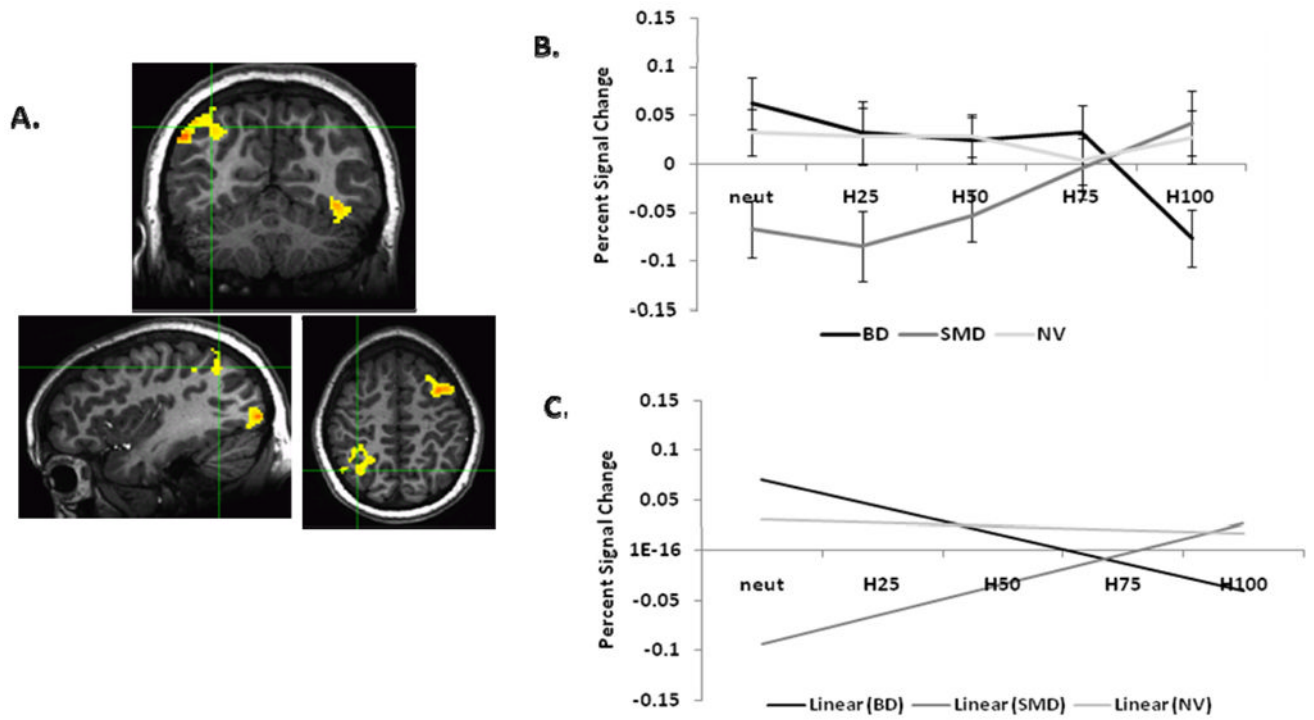 A.
B.
Percent Signal Change
0.15
0.1
0.05
0
-0.05
-0.1
-0.15
neut H25 H50 H75 H100
BD SMD NV
C.
Percent Signal Change
0.15
0.1
0.05
1E-16
-0.05
-0.1
-0.15
neut H25 H50 H75 H100
Linear (BD) Linear (SMD) Linear (NV)